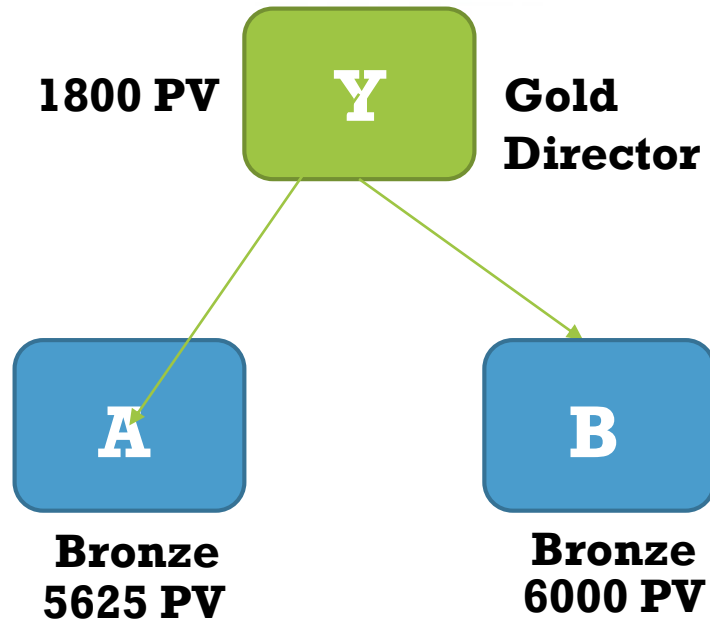 1800 PV
Y
Gold
Director
A
B
Bronze
5625 PV
Bronze
6000 PV